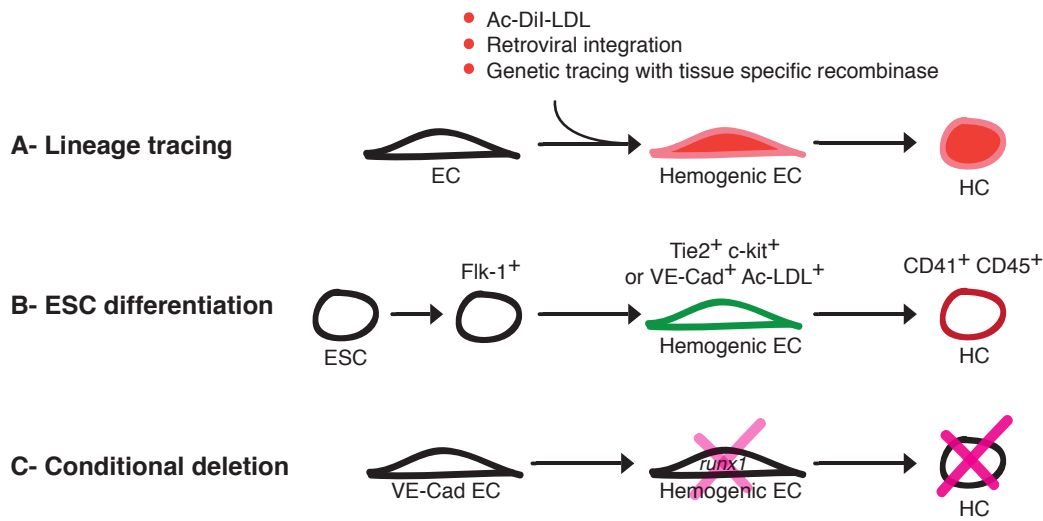 Ac-DiI-LDL
Retroviral integration
Genetic tracing with tissue specific recombinase
A- Lineage tracing
EC
Hemogenic EC
HC
Tie2+ c-kit+
or VE-Cad+ Ac-LDL+
Flk-1+
CD41+ CD45+
B- ESC differentiation
ESC
Hemogenic EC
HC
C- Conditional deletion
runx1
VE-Cad EC
Hemogenic EC
HC